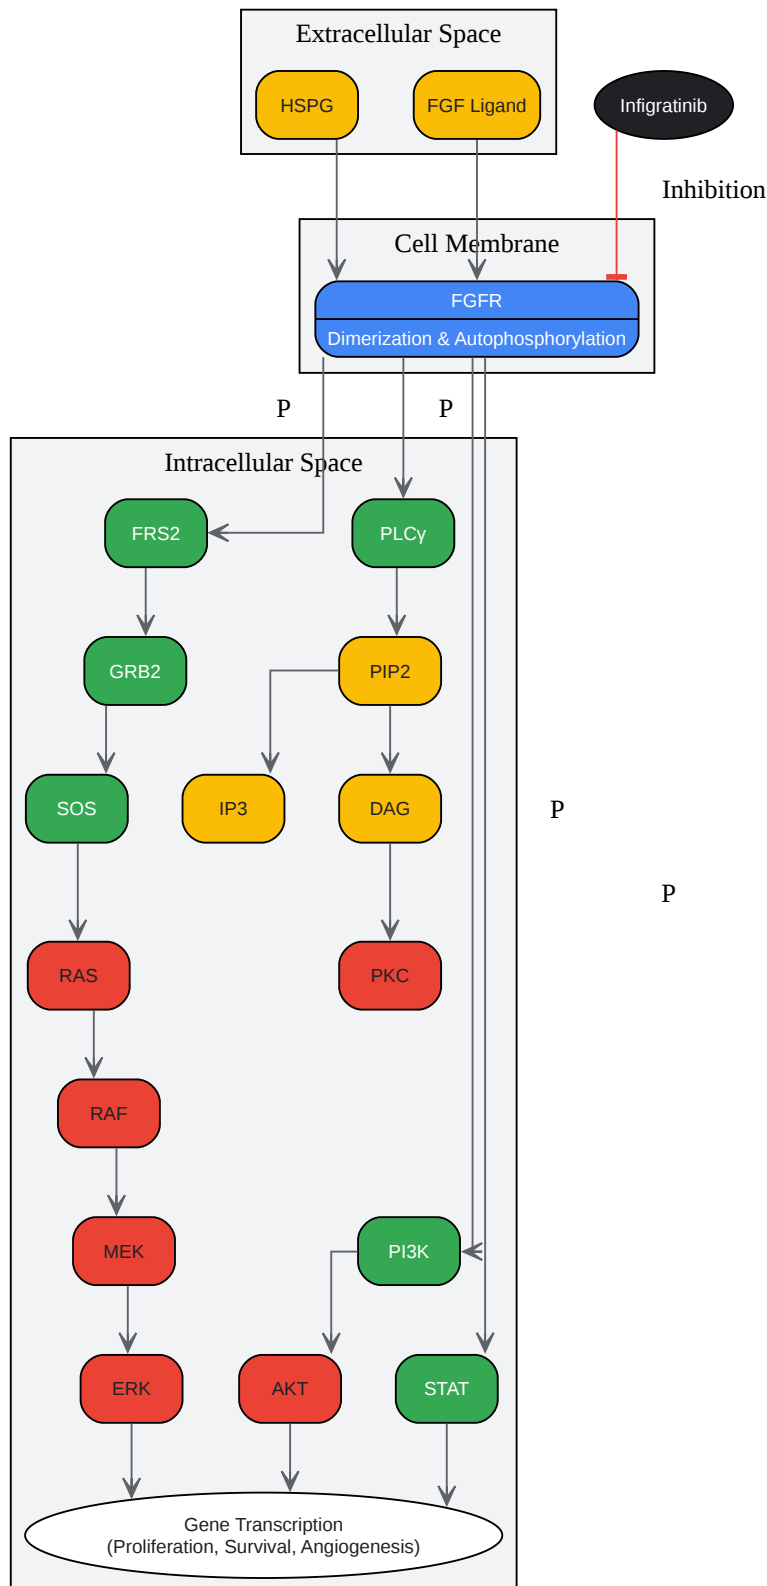 Extracellular Space
HSPG
FGF Ligand
Infigratinib
Inhibition
Cell Membrane
FGFR
Dimerization & Autophosphorylation
P
P
Intracellular Space
FRS2
PLCγ
GRB2
PIP2
SOS
IP3
DAG
P
P
RAS
PKC
RAF
MEK
PI3K
ERK
AKT
STAT
Gene Transcription
(Proliferation, Survival, Angiogenesis)